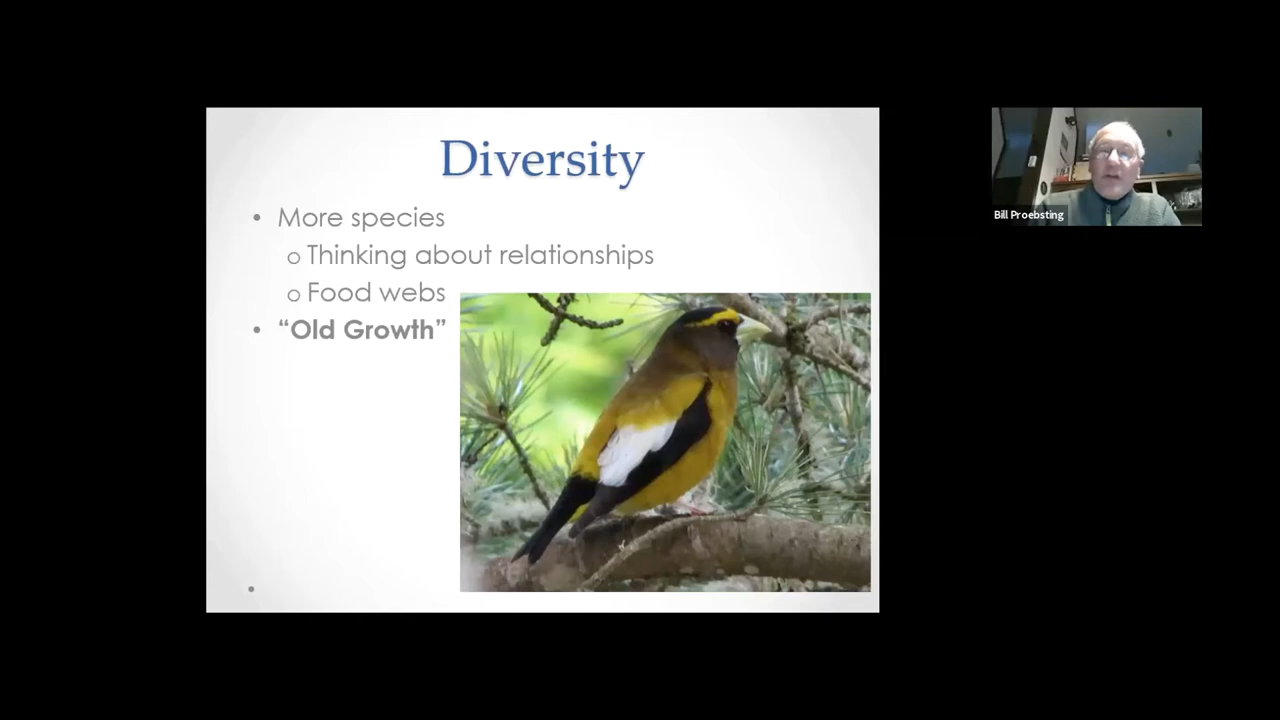 Diversity
• More species
o Thinking about relationships
o Food webs
• “Old Growth”
•
Bill Proebsting